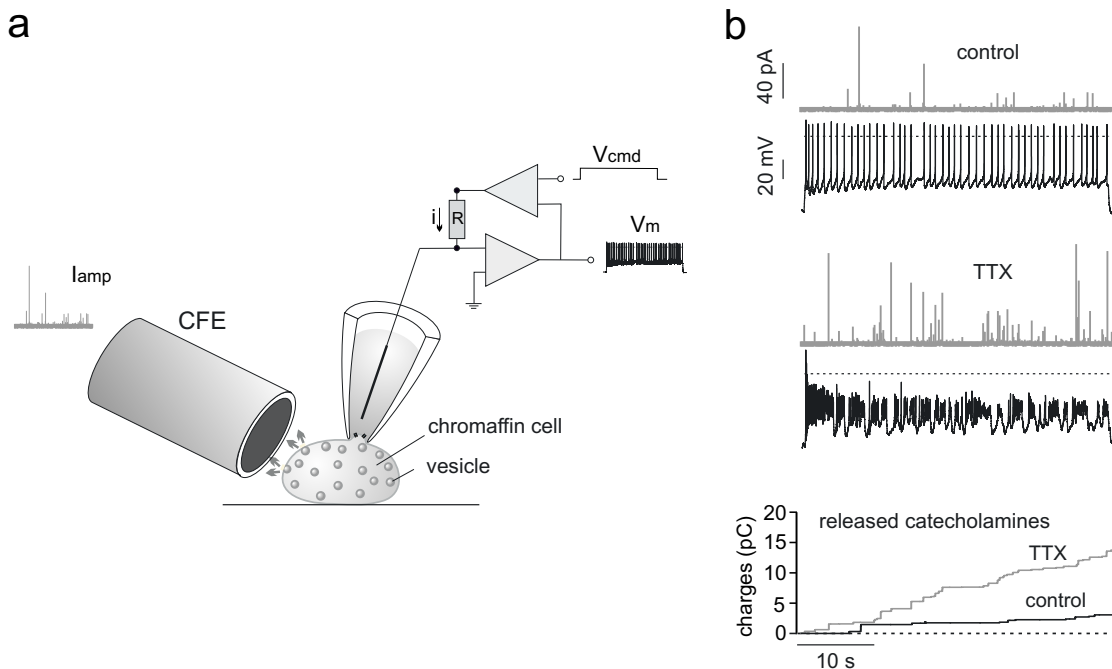 a
Vcmd
i
R
Vm
Iamp
CFE
chromaffin cell
vesicle
b
control
40 pA
20 mV
TTX
20
released catecholamines
15
TTX
10
5
control
0
charges (pC)
10 s